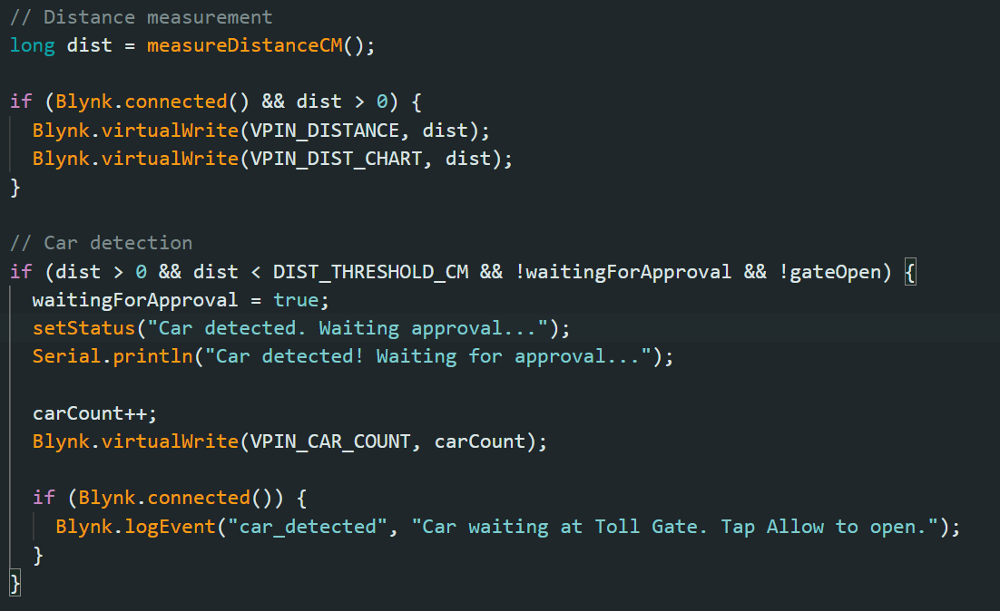 // Distance measurement
long dist = measureDistanceCM();
if (Blynk.connected() && dist > 0) {
  Blynk.virtualWrite(VPIN_DISTANCE, dist);
  Blynk.virtualWrite(VPIN_DIST_CHART, dist);
}
// Car detection
if (dist > 0 && dist < DIST_THRESHOLD_CM && !waitingForApproval && !gateOpen) {
  waitingForApproval = true;
  setStatus("Car detected. Waiting approval...");
  Serial.println("Car detected! Waiting for approval...");
  carCount++;
  Blynk.virtualWrite(VPIN_CAR_COUNT, carCount);
  if (Blynk.connected()) {
    Blynk.logEvent("car_detected", "Car waiting at Toll Gate. Tap Allow to open.");
  }
}